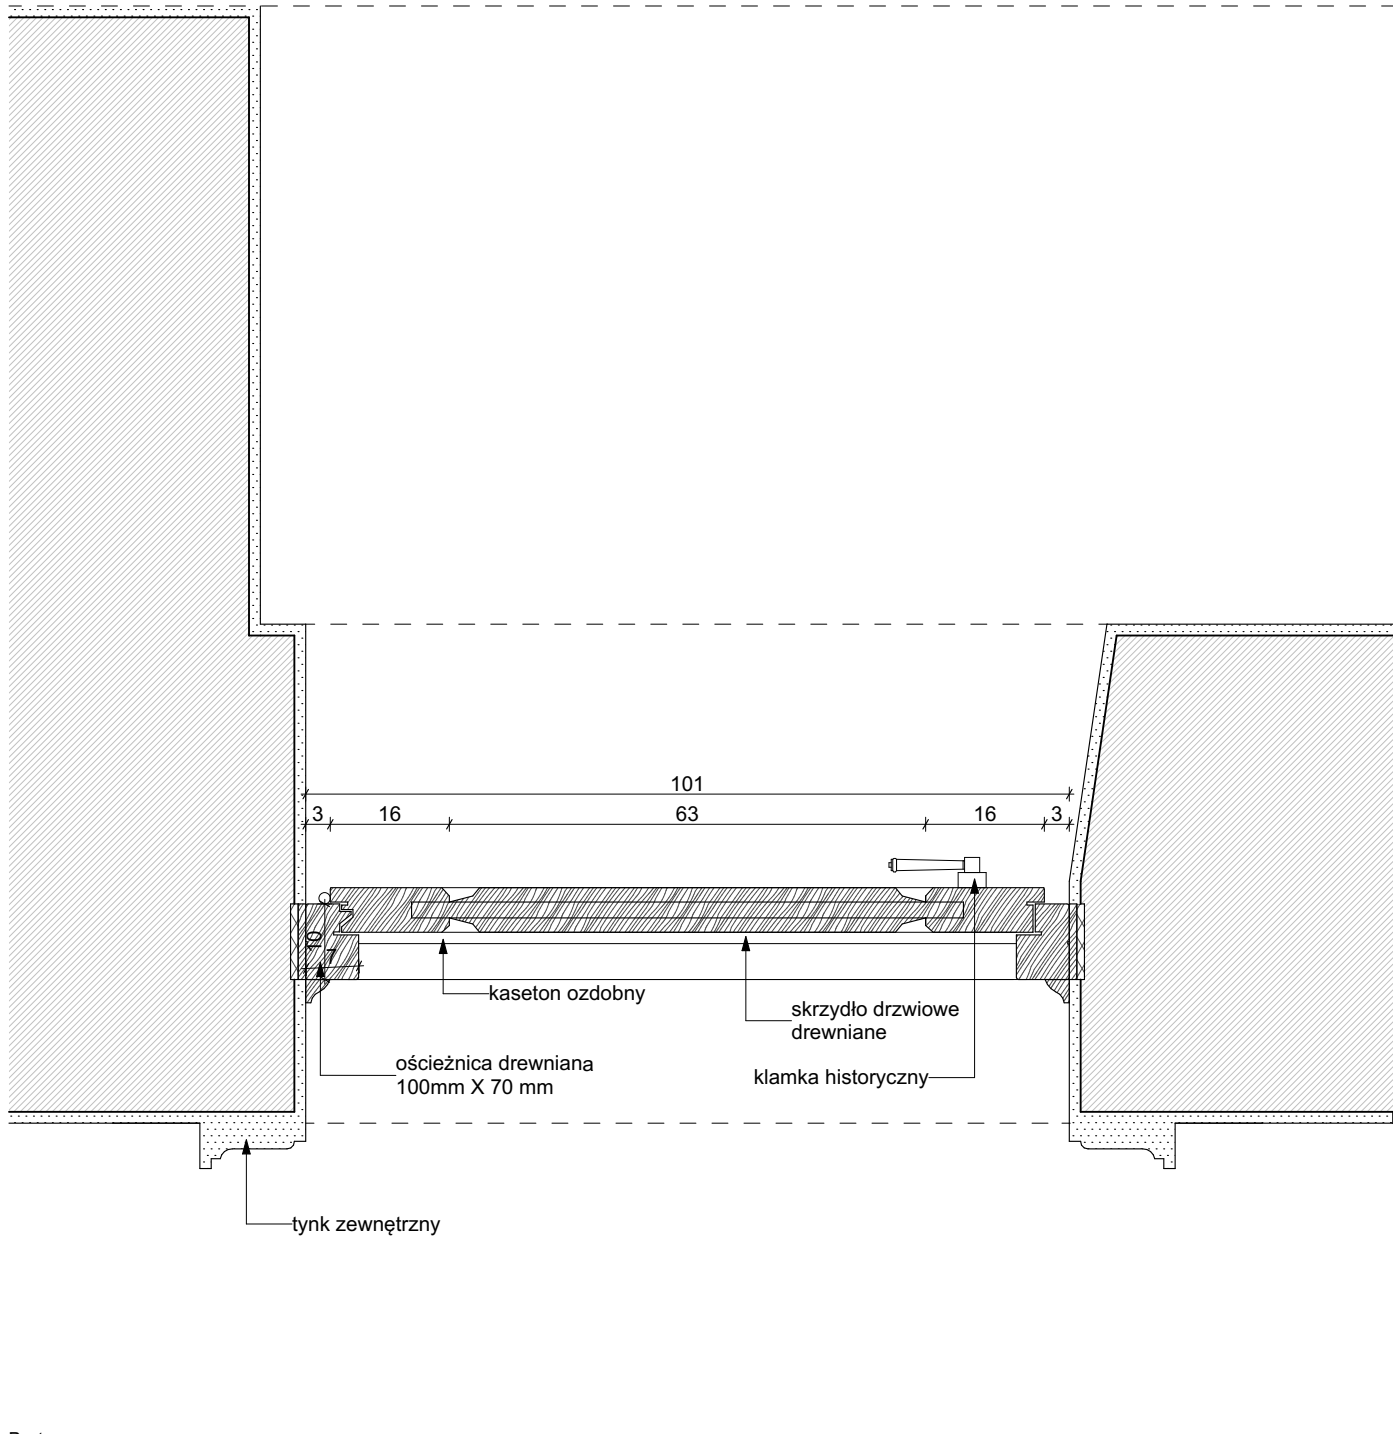 101
3 16 63 16 3
10
7
kaseton ozdobny
skrzydło drzwiowe
drewniane
ościeżnica drewniana
100mm X 70 mm
klamka historyczny
tynk zewnętrzny